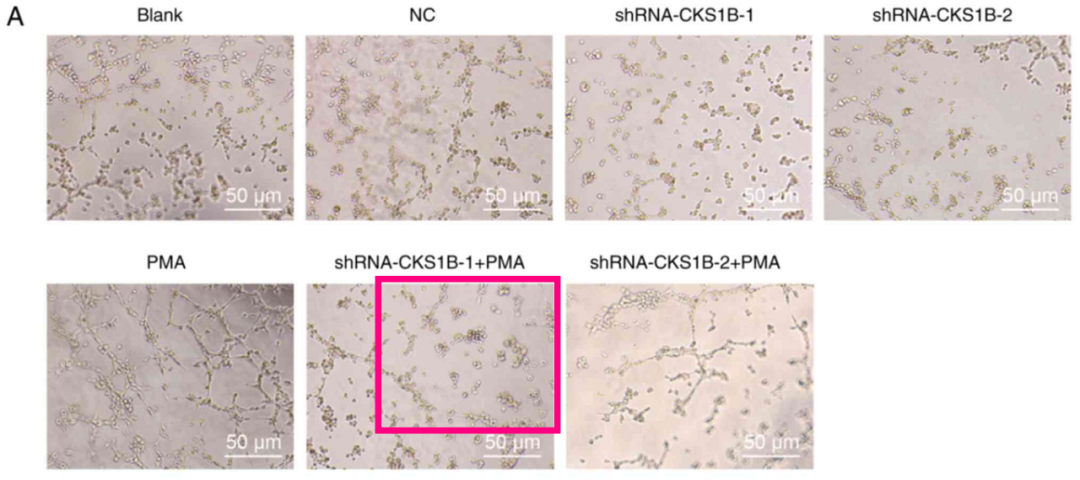 A
Blank NC shRNA-CKS1B-1 shRNA-CKS1B-2
50 µm 50 µm 50 µm 50 µm
PMA shRNA-CKS1B-1+PMA shRNA-CKS1B-2+PMA
50 µm 50 µm 50 µm